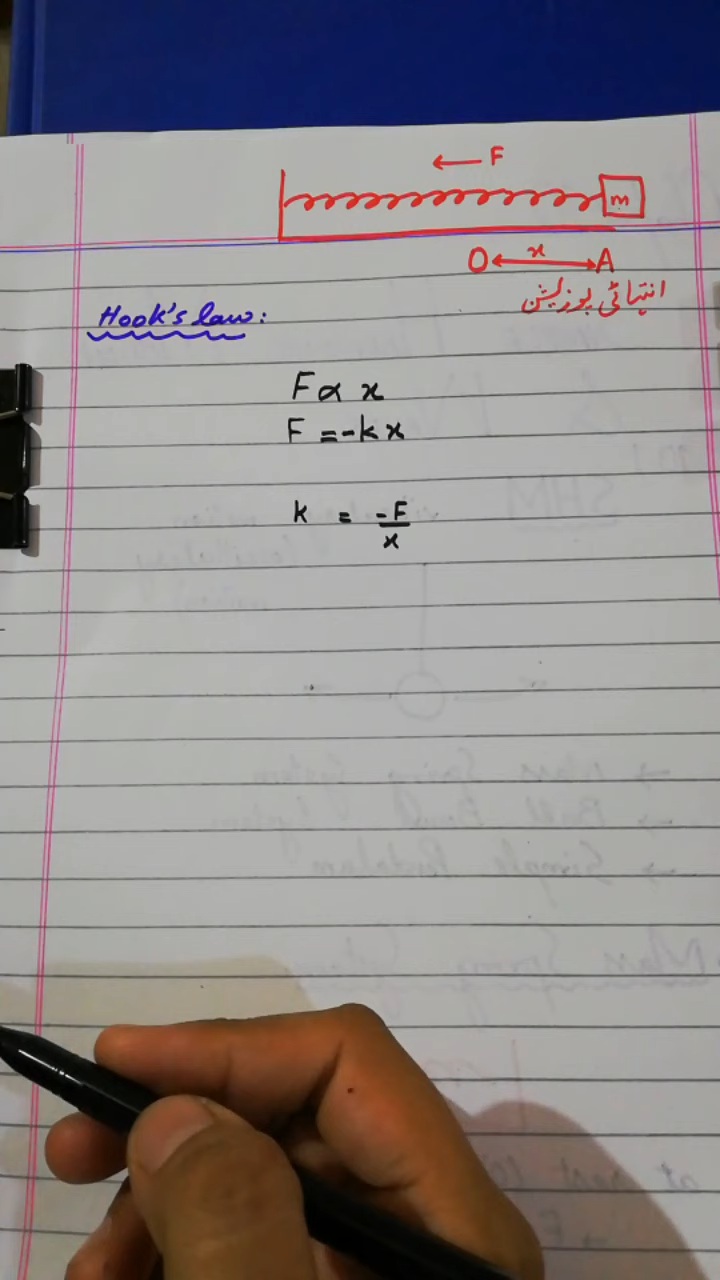 ← F
m
O ← x → A
انتہائی پوزیشن
Hook's law:
F ∝ x
F = -kx
k = -F/x